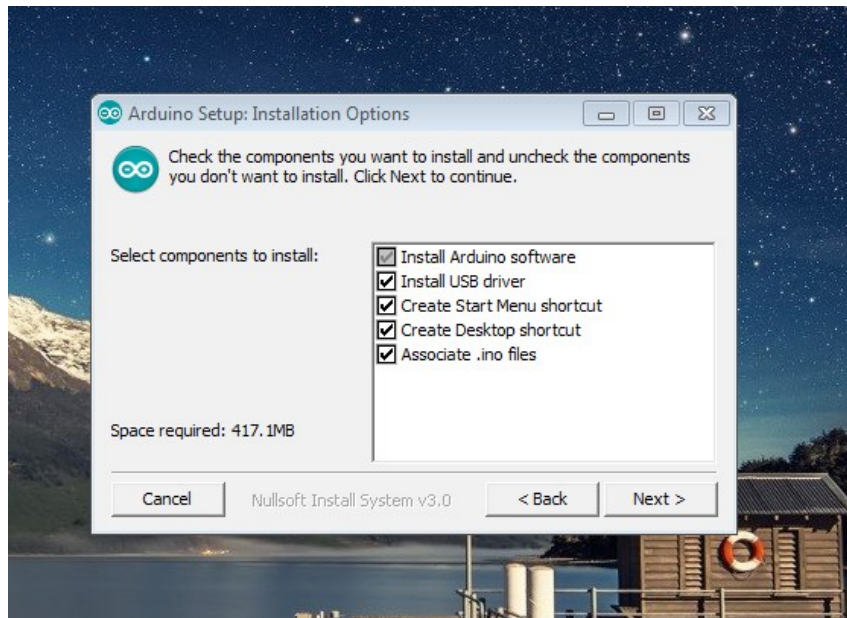 Arduino Setup: Installation Options
Check the components you want to install and uncheck the components
you don't want to install. Click Next to continue.
Select components to install:
Install Arduino software
Install USB driver
Create Start Menu shortcut
Create Desktop shortcut
Associate .ino files
Space required: 417.1MB
Cancel
Nullsoft Install System v3.0
< Back
Next >